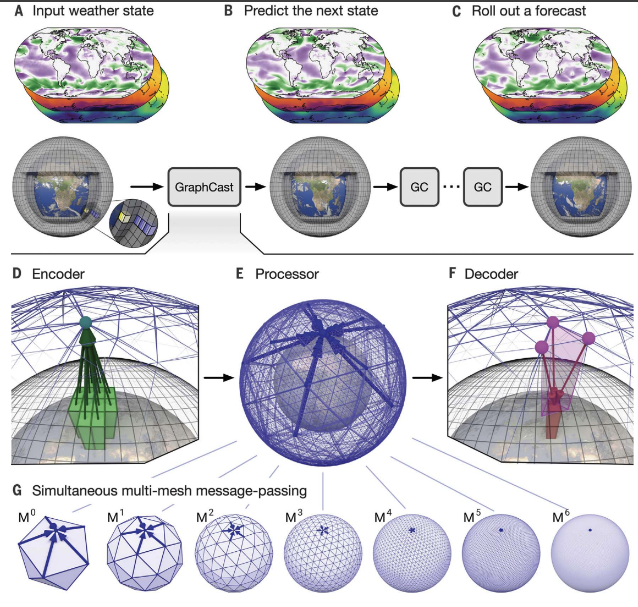 A Input weather state
B Predict the next state
C Roll out a forecast
GraphCast
GC
...
GC
D Encoder
E Processor
F Decoder
G Simultaneous multi-mesh message-passing
M⁰
M¹
M²
M³
M⁴
M⁵
M⁶